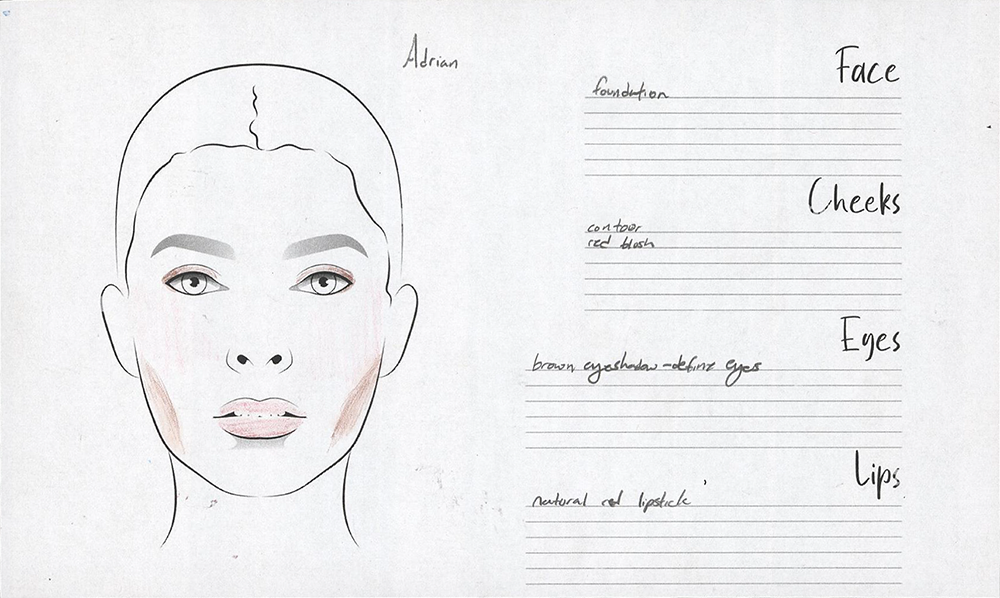 Adrian
Face
foundation
Cheeks
contour
red blush
Eyes
brown eyeshadow - define eyes
Lips
natural red lipstick